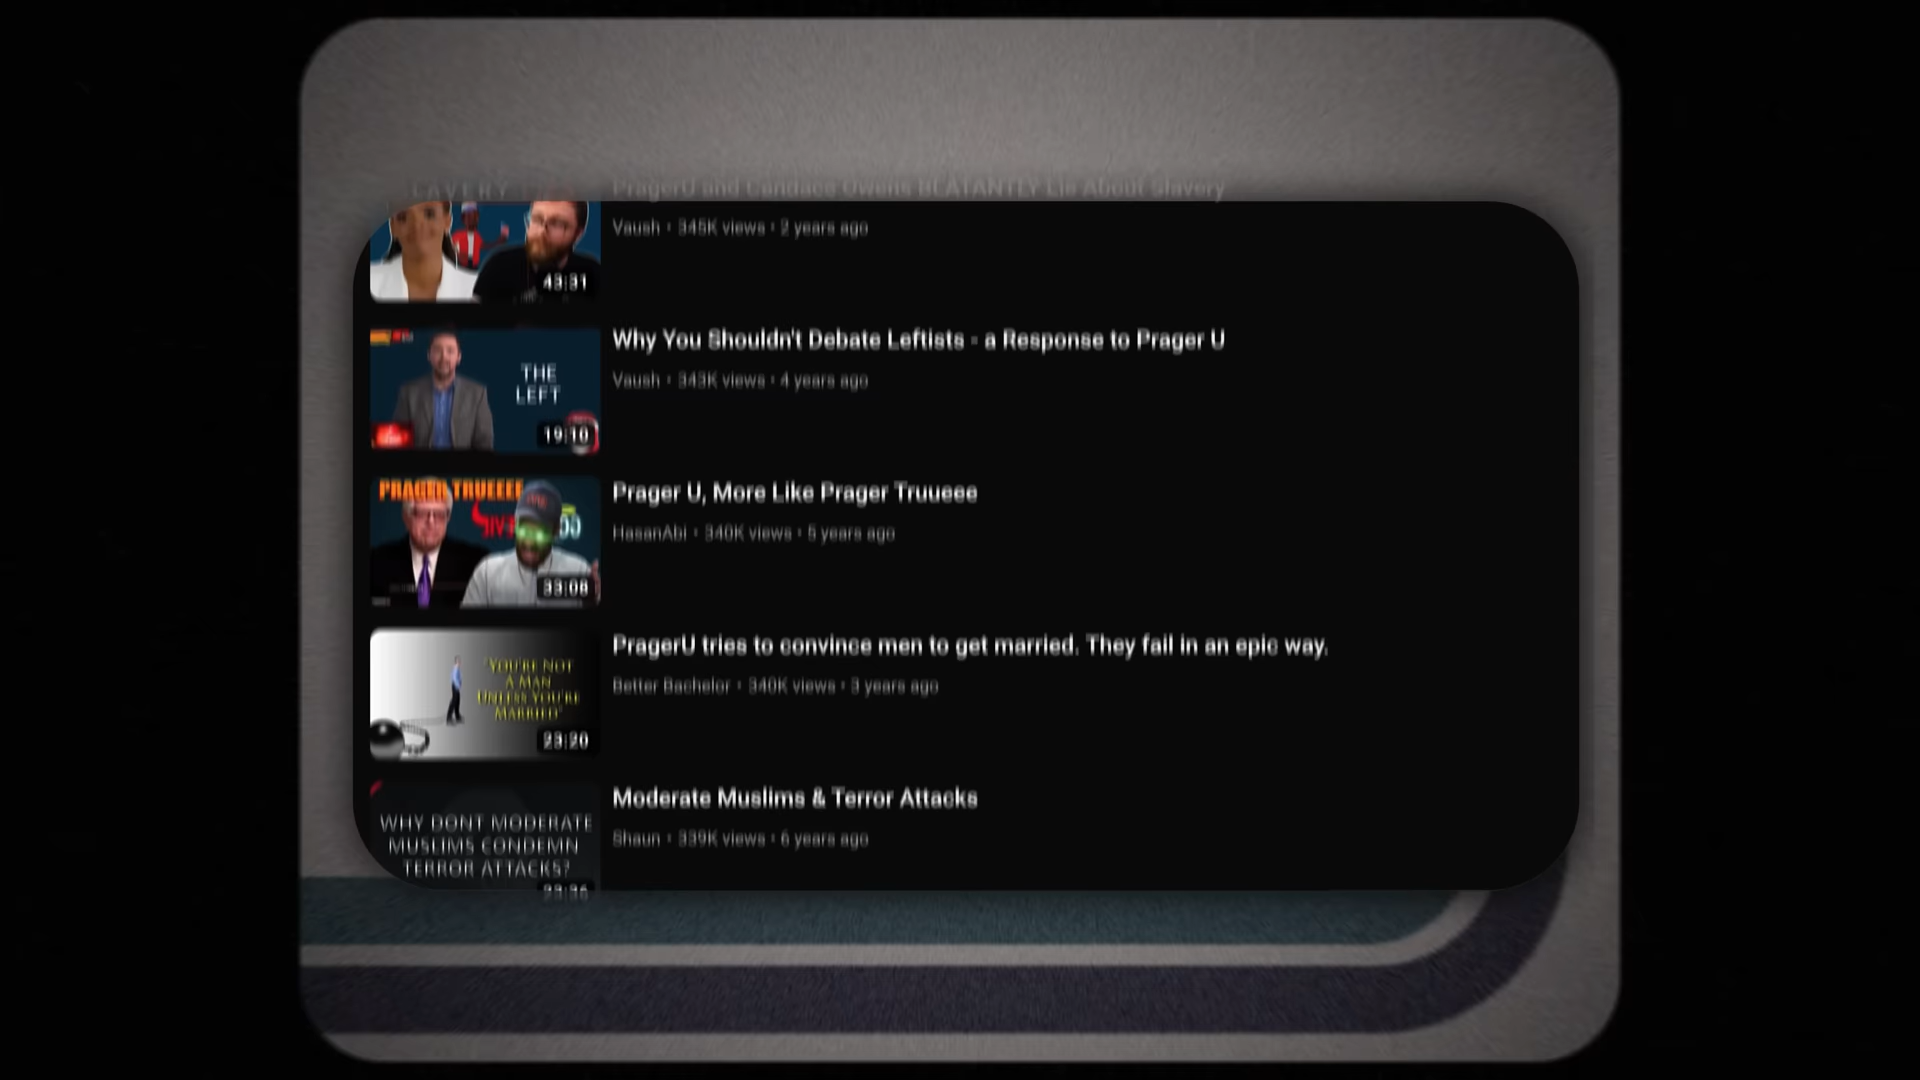 PragerU and Candace Owens BLATANTLY Lie About Slavery
Vaush • 345K views • 2 years ago
43:31
Why You Shouldn't Debate Leftists - a Response to Prager U
Vaush • 343K views • 4 years ago
THE
LEFT
19:10
Prager U, More Like Prager Truueee
HasanAbi • 340K views • 5 years ago
PRAGER TRUEEEE
33:08
PragerU tries to convince men to get married. They fail in an epic way.
Better Bachelor • 340K views • 3 years ago
"YOU'RE NOT
A MAN
UNLESS YOU'RE
MARRIED"
23:20
Moderate Muslims & Terror Attacks
Shaun • 339K views • 6 years ago
WHY DONT MODERATE
MUSLIMS CONDEMN
TERROR ATTACKS?